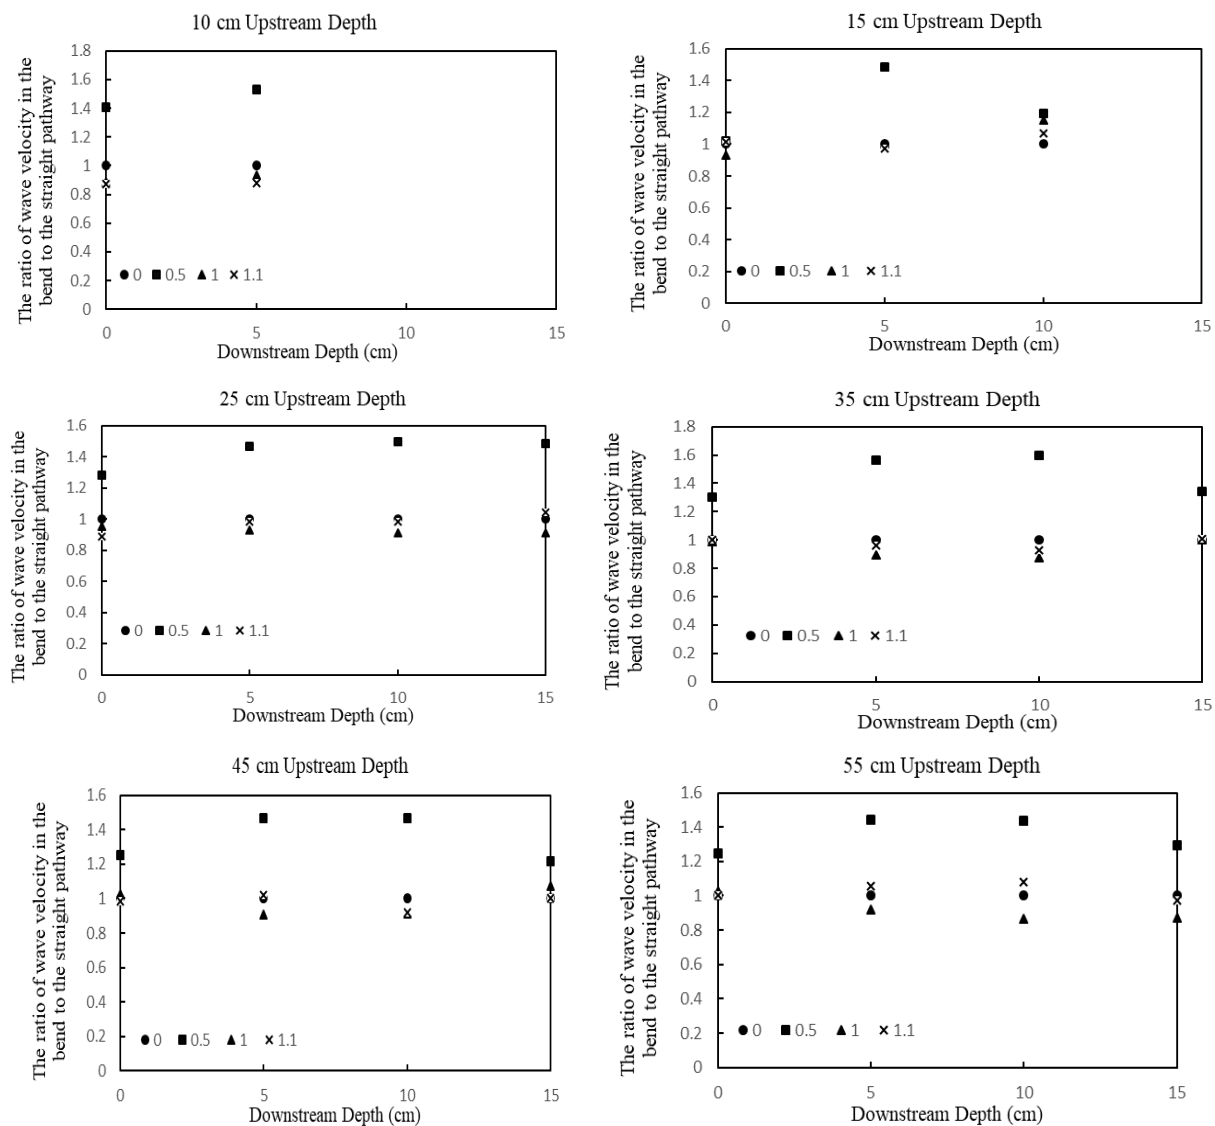 10 cm Upstream Depth
The ratio of wave velocity in the
bend to the straight pathway
1.8
1.6
1.4
1.2
1
0.8
0.6
0.4
0.2
0
0 0.5 1 1.1
0 5 10 15
Downstream Depth (cm)
15 cm Upstream Depth
The ratio of wave velocity in the
bend to the straight pathway
1.6
1.4
1.2
1
0.8
0.6
0.4
0.2
0
0 0.5 1 1.1
0 5 10 15
Downstream Depth (cm)
25 cm Upstream Depth
The ratio of wave velocity in the
bend to the straight pathway
1.6
1.4
1.2
1
0.8
0.6
0.4
0.2
0
0 0.5 1 1.1
0 5 10 15
Downstream Depth (cm)
35 cm Upstream Depth
The ratio of wave velocity in the
bend to the straight pathway
1.8
1.6
1.4
1.2
1
0.8
0.6
0.4
0.2
0
0 0.5 1 1.1
0 5 10 15
Downstream Depth (cm)
45 cm Upstream Depth
The ratio of wave velocity in the
bend to the straight pathway
1.6
1.4
1.2
1
0.8
0.6
0.4
0.2
0
0 0.5 1 1.1
0 5 10 15
Downstream Depth (cm)
55 cm Upstream Depth
The ratio of wave velocity in the
bend to the straight pathway
1.6
1.4
1.2
1
0.8
0.6
0.4
0.2
0
0 0.5 1 1.1
0 5 10 15
Downstream Depth (cm)